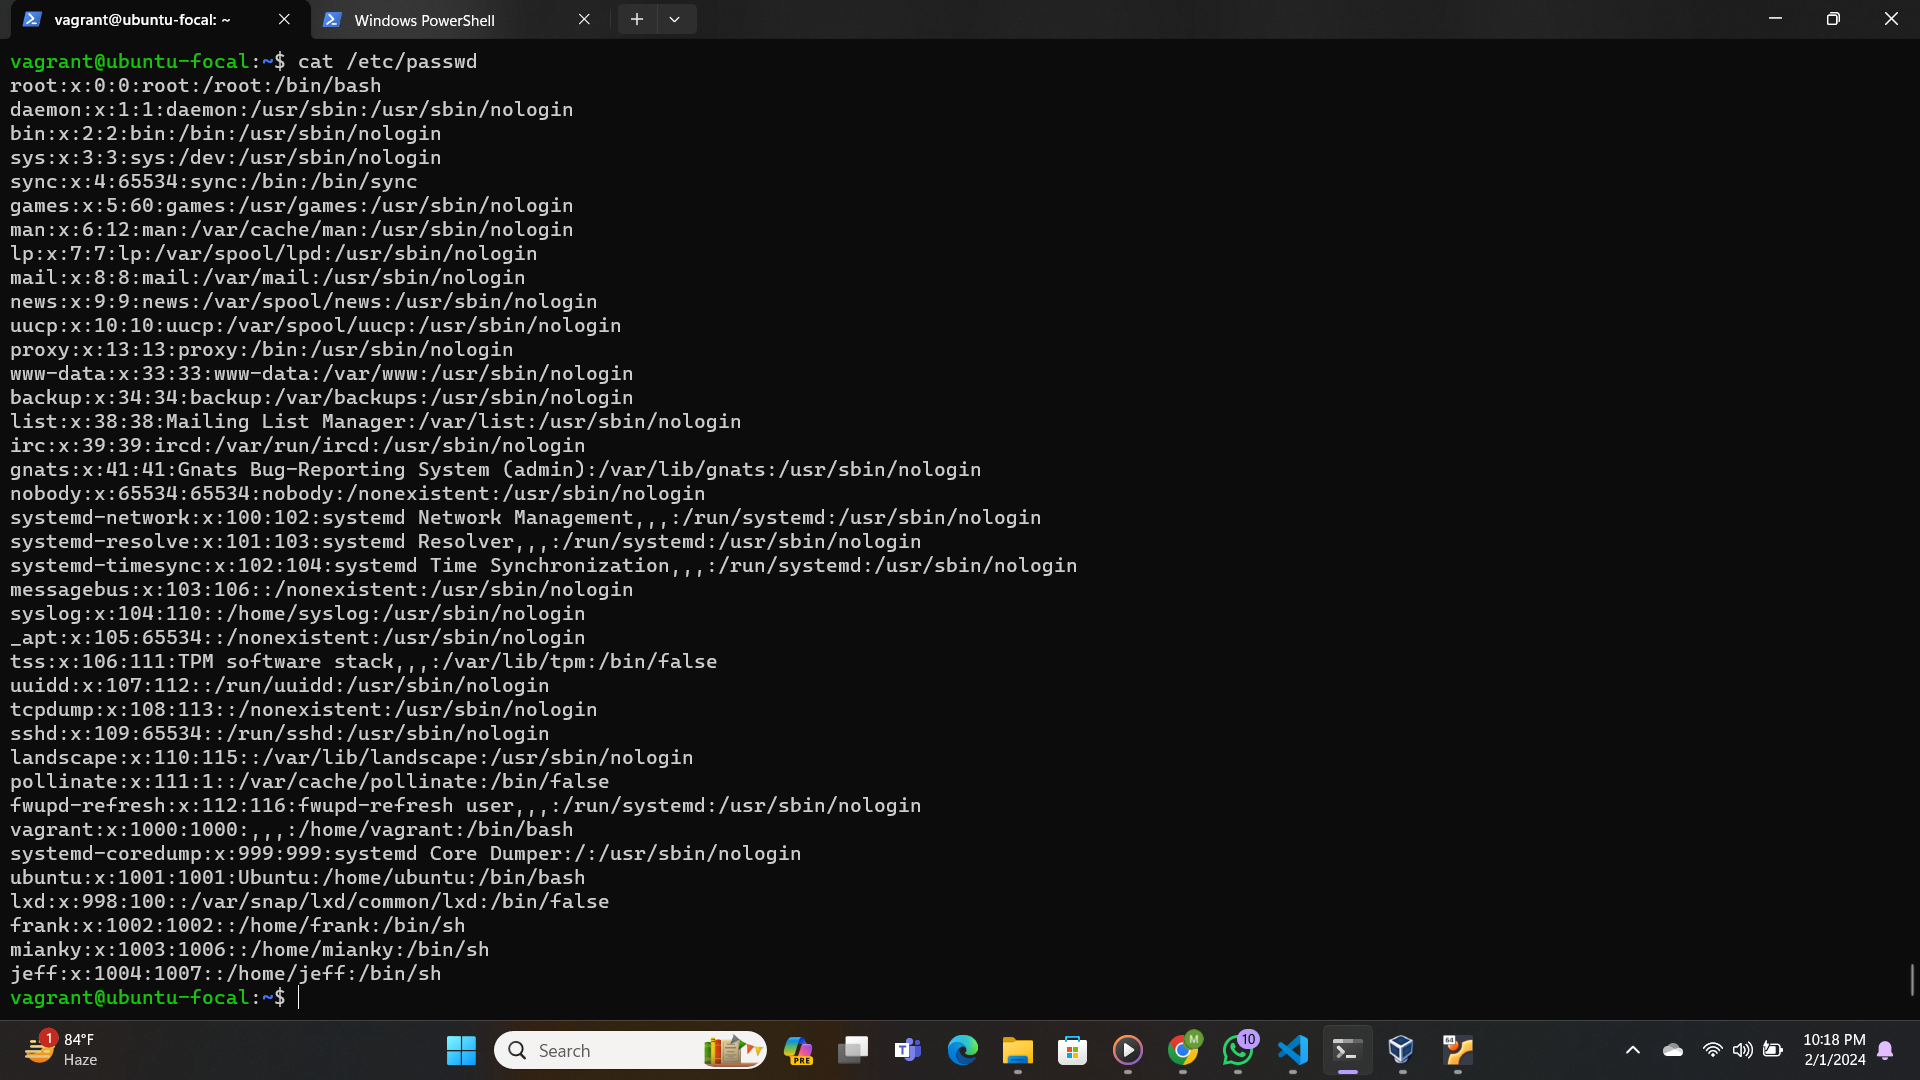 vagrant@ubuntu-focal: ~
Windows PowerShell
vagrant@ubuntu-focal:~$ cat /etc/passwd
root:x:0:0:root:/root:/bin/bash
daemon:x:1:1:daemon:/usr/sbin:/usr/sbin/nologin
bin:x:2:2:bin:/bin:/usr/sbin/nologin
sys:x:3:3:sys:/dev:/usr/sbin/nologin
sync:x:4:65534:sync:/bin:/bin/sync
games:x:5:60:games:/usr/games:/usr/sbin/nologin
man:x:6:12:man:/var/cache/man:/usr/sbin/nologin
lp:x:7:7:lp:/var/spool/lpd:/usr/sbin/nologin
mail:x:8:8:mail:/var/mail:/usr/sbin/nologin
news:x:9:9:news:/var/spool/news:/usr/sbin/nologin
uucp:x:10:10:uucp:/var/spool/uucp:/usr/sbin/nologin
proxy:x:13:13:proxy:/bin:/usr/sbin/nologin
www-data:x:33:33:www-data:/var/www:/usr/sbin/nologin
backup:x:34:34:backup:/var/backups:/usr/sbin/nologin
list:x:38:38:Mailing List Manager:/var/list:/usr/sbin/nologin
irc:x:39:39:ircd:/var/run/ircd:/usr/sbin/nologin
gnats:x:41:41:Gnats Bug-Reporting System (admin):/var/lib/gnats:/usr/sbin/nologin
nobody:x:65534:65534:nobody:/nonexistent:/usr/sbin/nologin
systemd-network:x:100:102:systemd Network Management,,,:/run/systemd:/usr/sbin/nologin
systemd-resolve:x:101:103:systemd Resolver,,,:/run/systemd:/usr/sbin/nologin
systemd-timesync:x:102:104:systemd Time Synchronization,,,:/run/systemd:/usr/sbin/nologin
messagebus:x:103:106::/nonexistent:/usr/sbin/nologin
syslog:x:104:110::/home/syslog:/usr/sbin/nologin
_apt:x:105:65534::/nonexistent:/usr/sbin/nologin
tss:x:106:111:TPM software stack,,,:/var/lib/tpm:/bin/false
uuidd:x:107:112::/run/uuidd:/usr/sbin/nologin
tcpdump:x:108:113::/nonexistent:/usr/sbin/nologin
sshd:x:109:65534::/run/sshd:/usr/sbin/nologin
landscape:x:110:115::/var/lib/landscape:/usr/sbin/nologin
pollinate:x:111:1::/var/cache/pollinate:/bin/false
fwupd-refresh:x:112:116:fwupd-refresh user,,,:/run/systemd:/usr/sbin/nologin
vagrant:x:1000:1000:,,,:/home/vagrant:/bin/bash
systemd-coredump:x:999:999:systemd Core Dumper:/:/usr/sbin/nologin
ubuntu:x:1001:1001:Ubuntu:/home/ubuntu:/bin/bash
lxd:x:998:100::/var/snap/lxd/common/lxd:/bin/false
frank:x:1002:1002::/home/frank:/bin/sh
mianky:x:1003:1006::/home/mianky:/bin/sh
jeff:x:1004:1007::/home/jeff:/bin/sh
vagrant@ubuntu-focal:~$
1
84°F
Haze
Search
PRE
M
10
64
10:18 PM
2/1/2024